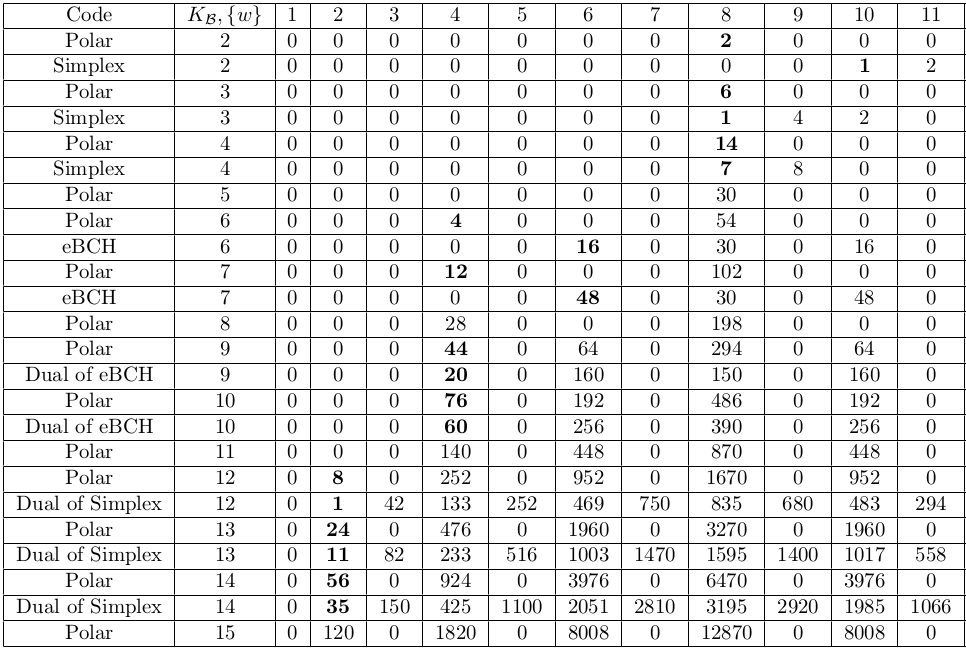 Code K_B, {w} 1 2 3 4 5 6 7 8 9 10 11
Polar 2 0 0 0 0 0 0 0 2 0 0 0
Simplex 2 0 0 0 0 0 0 0 0 0 1 2
Polar 3 0 0 0 0 0 0 0 6 0 0 0
Simplex 3 0 0 0 0 0 0 0 1 4 2 0
Polar 4 0 0 0 0 0 0 0 14 0 0 0
Simplex 4 0 0 0 0 0 0 0 7 8 0 0
Polar 5 0 0 0 0 0 0 0 30 0 0 0
Polar 6 0 0 0 4 0 0 0 54 0 0 0
eBCH 6 0 0 0 0 0 16 0 30 0 16 0
Polar 7 0 0 0 12 0 0 0 102 0 0 0
eBCH 7 0 0 0 0 0 48 0 30 0 48 0
Polar 8 0 0 0 28 0 0 0 198 0 0 0
Polar 9 0 0 0 44 0 64 0 294 0 64 0
Dual of eBCH 9 0 0 0 20 0 160 0 150 0 160 0
Polar 10 0 0 0 76 0 192 0 486 0 192 0
Dual of eBCH 10 0 0 0 60 0 256 0 390 0 256 0
Polar 11 0 0 0 140 0 448 0 870 0 448 0
Polar 12 0 8 0 252 0 952 0 1670 0 952 0
Dual of Simplex 12 0 1 42 133 252 469 750 835 680 483 294
Polar 13 0 24 0 476 0 1960 0 3270 0 1960 0
Dual of Simplex 13 0 11 82 233 516 1003 1470 1595 1400 1017 558
Polar 14 0 56 0 924 0 3976 0 6470 0 3976 0
Dual of Simplex 14 0 35 150 425 1100 2051 2810 3195 2920 1985 1066
Polar 15 0 120 0 1820 0 8008 0 12870 0 8008 0